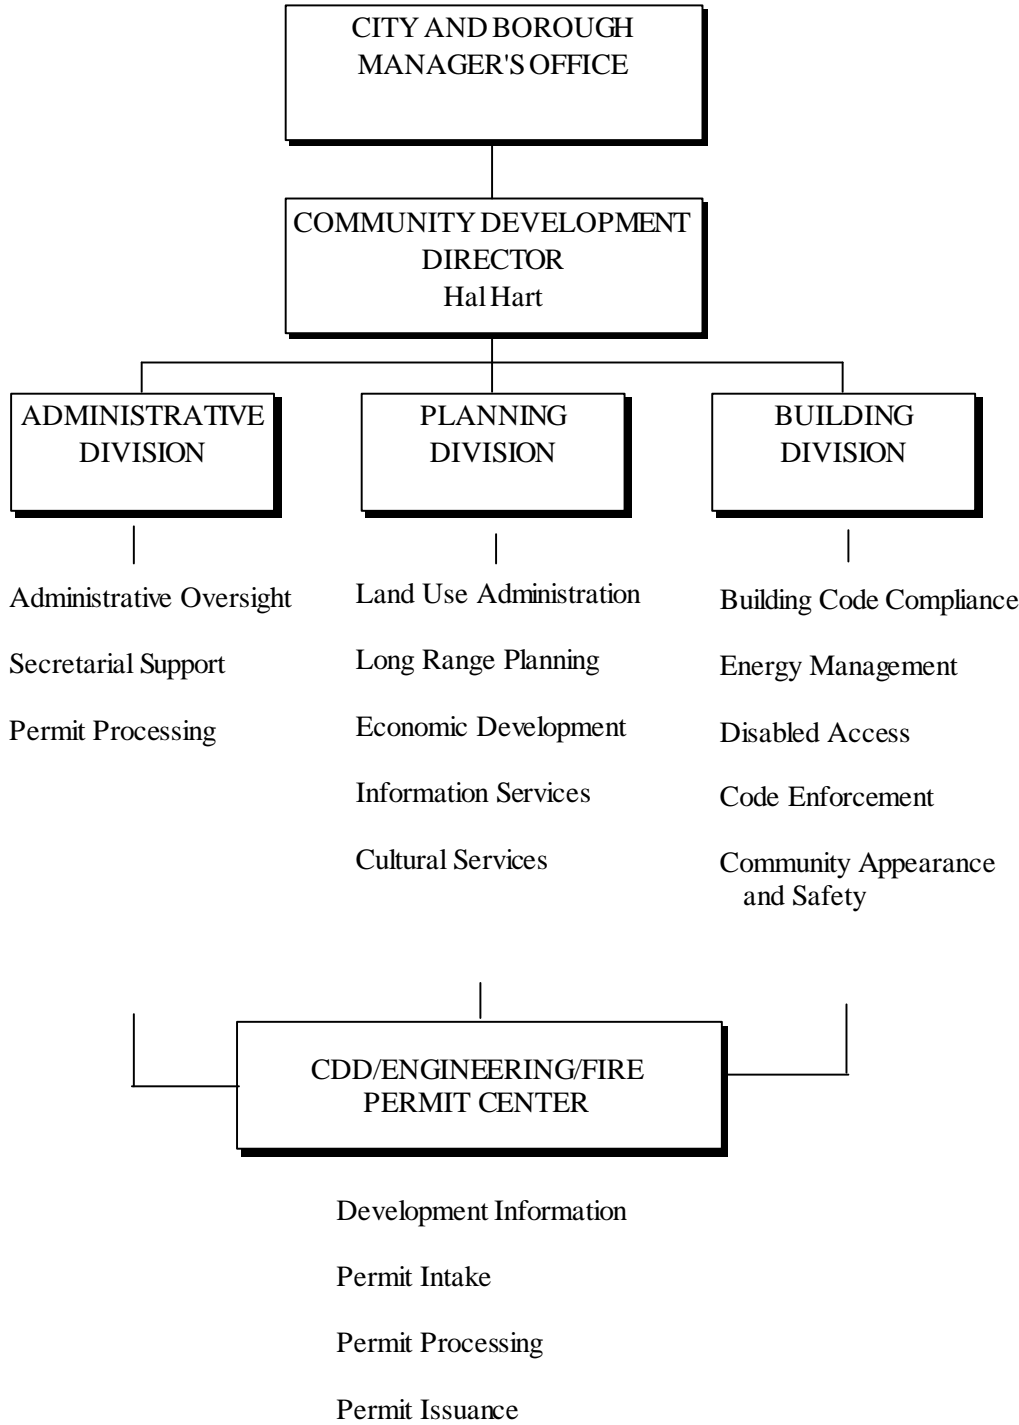 CITY AND BOROUGH
MANAGER'S OFFICE
COMMUNITY DEVELOPMENT
DIRECTOR
Hal Hart
ADMINISTRATIVE
DIVISION
PLANNING
DIVISION
BUILDING
DIVISION
Administrative Oversight
Secretarial Support
Permit Processing
Land Use Administration
Long Range Planning
Economic Development
Information Services
Cultural Services
Building Code Compliance
Energy Management
Disabled Access
Code Enforcement
Community Appearance
and Safety
CDD/ENGINEERING/FIRE
PERMIT CENTER
Development Information
Permit Intake
Permit Processing
Permit Issuance